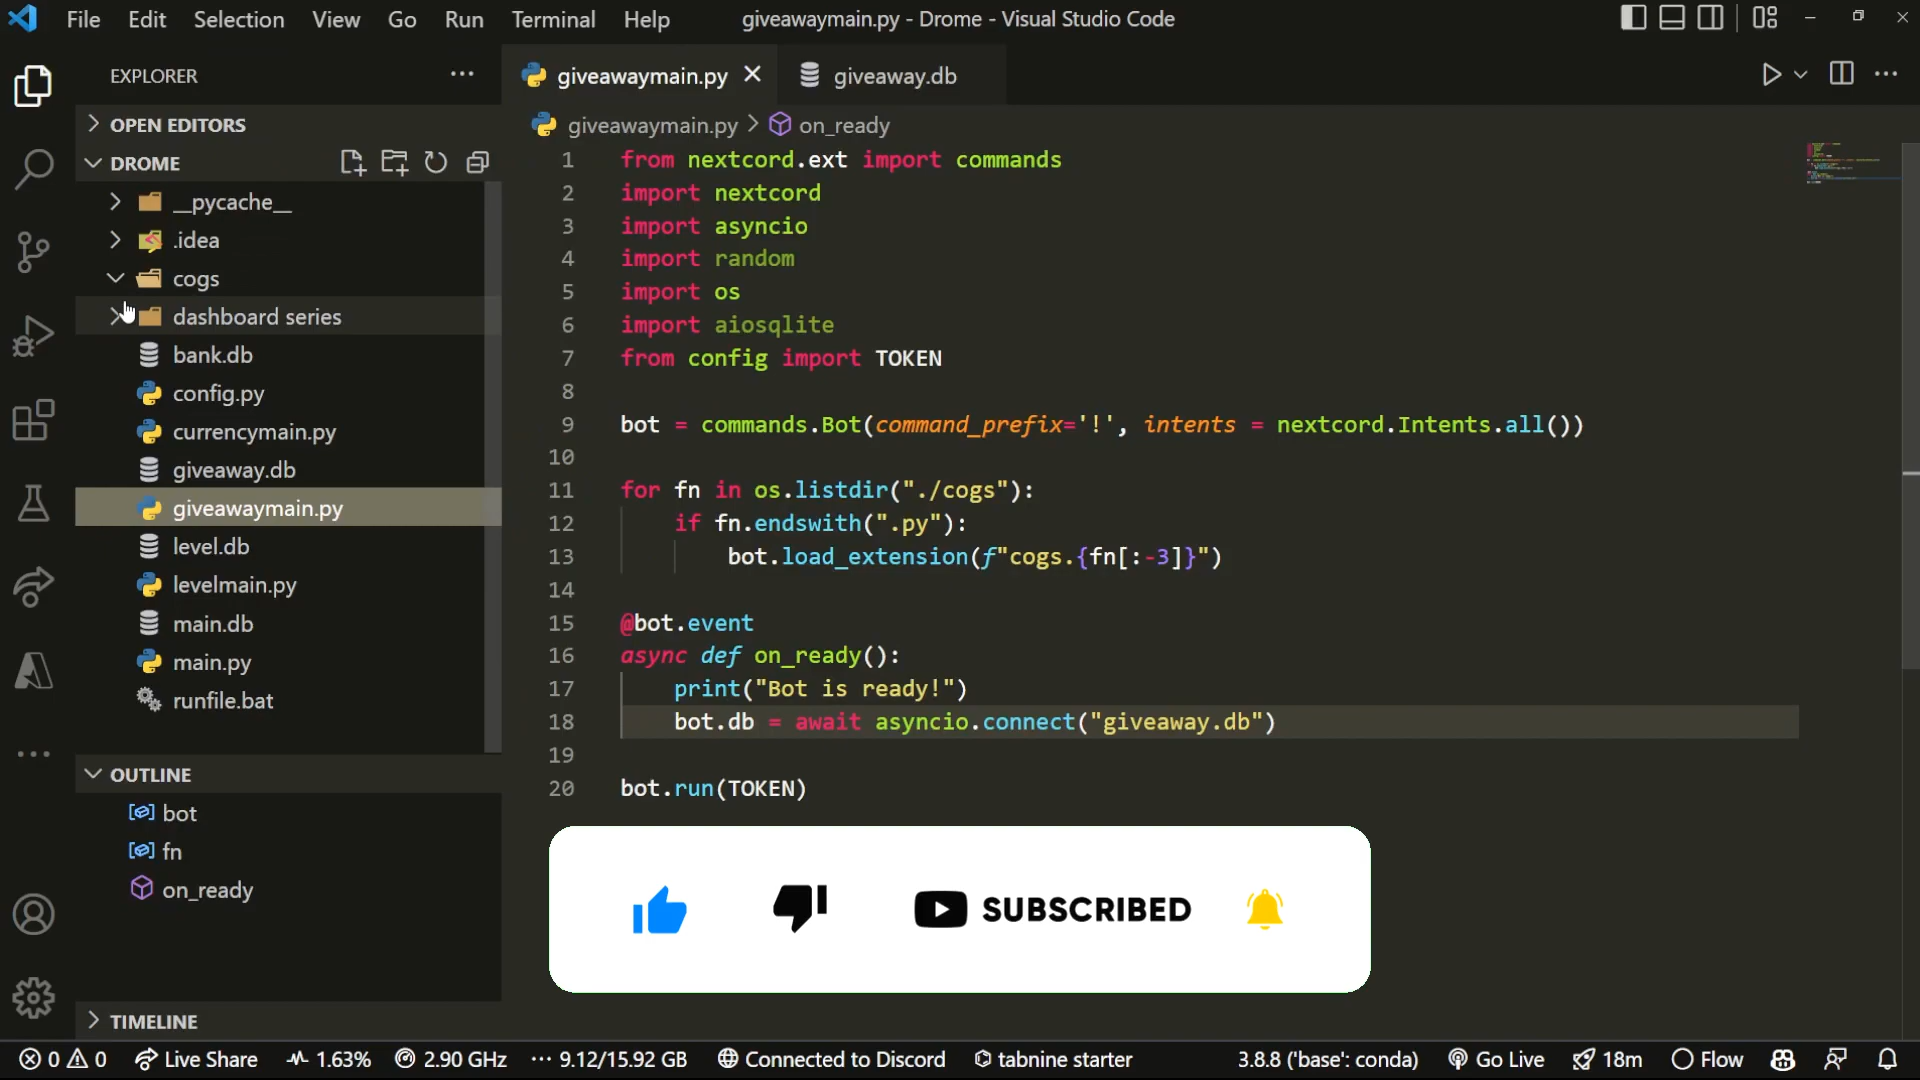 File Edit Selection View Go Run Terminal Help giveawaymain.py - Drome - Visual Studio Code
EXPLORER
OPEN EDITORS
DROME
__pycache__
.idea
cogs
dashboard series
bank.db
config.py
currencymain.py
giveaway.db
giveawaymain.py
level.db
levelmain.py
main.db
main.py
runfile.bat
OUTLINE
bot
fn
on_ready
TIMELINE
giveawaymain.py giveaway.db
giveawaymain.py on_ready
1 from nextcord.ext import commands
2 import nextcord
3 import asyncio
4 import random
5 import os
6 import aiosqlite
7 from config import TOKEN
8
9 bot = commands.Bot(command_prefix='!', intents = nextcord.Intents.all())
10
11 for fn in os.listdir("./cogs"):
12 if fn.endswith(".py"):
13 bot.load_extension(f"cogs.{fn[:-3]}")
14
15 @bot.event
16 async def on_ready():
17 print("Bot is ready!")
18 bot.db = await asyncio.connect("giveaway.db")
19
20 bot.run(TOKEN)
SUBSCRIBED
0 0 Live Share 1.63% 2.90 GHz 9.12/15.92 GB Connected to Discord tabnine starter 3.8.8 ('base': conda) Go Live 18m Flow